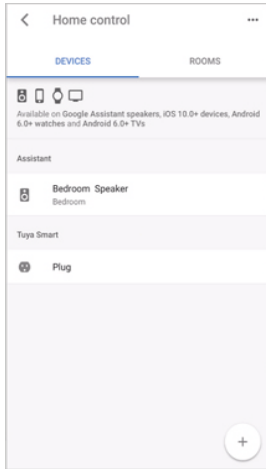 Home control
DEVICES
ROOMS
Available on Google Assistant speakers, iOS 10.0+ devices, Android
6.0+ watches and Android 6.0+ TVs
Assistant
Bedroom Speaker
Bedroom
Tuya Smart
Plug